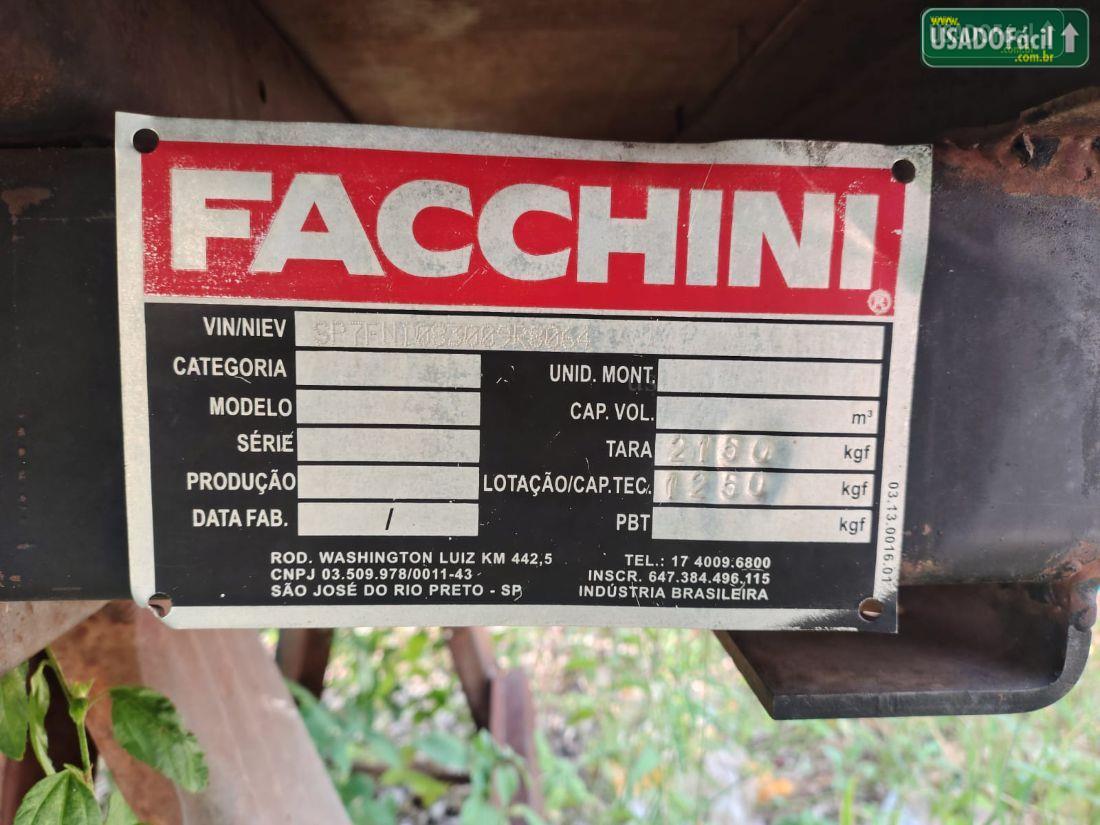 www.
USADOFácil
.com.br
FACCHINI
®
VIN/NIEV
CATEGORIA UNID. MONT.
MODELO CAP. VOL. m³
SÉRIE TARA 2150 kgf
PRODUÇÃO LOTAÇÃO/CAP.TEC. 1250 kgf
DATA FAB. / PBT kgf
03.13.0016.01
ROD. WASHINGTON LUIZ KM 442,5 TEL.: 17 4009.6800
CNPJ 03.509.978/0011-43 INSCR. 647.384.496.115
SÃO JOSÉ DO RIO PRETO - SP INDÚSTRIA BRASILEIRA